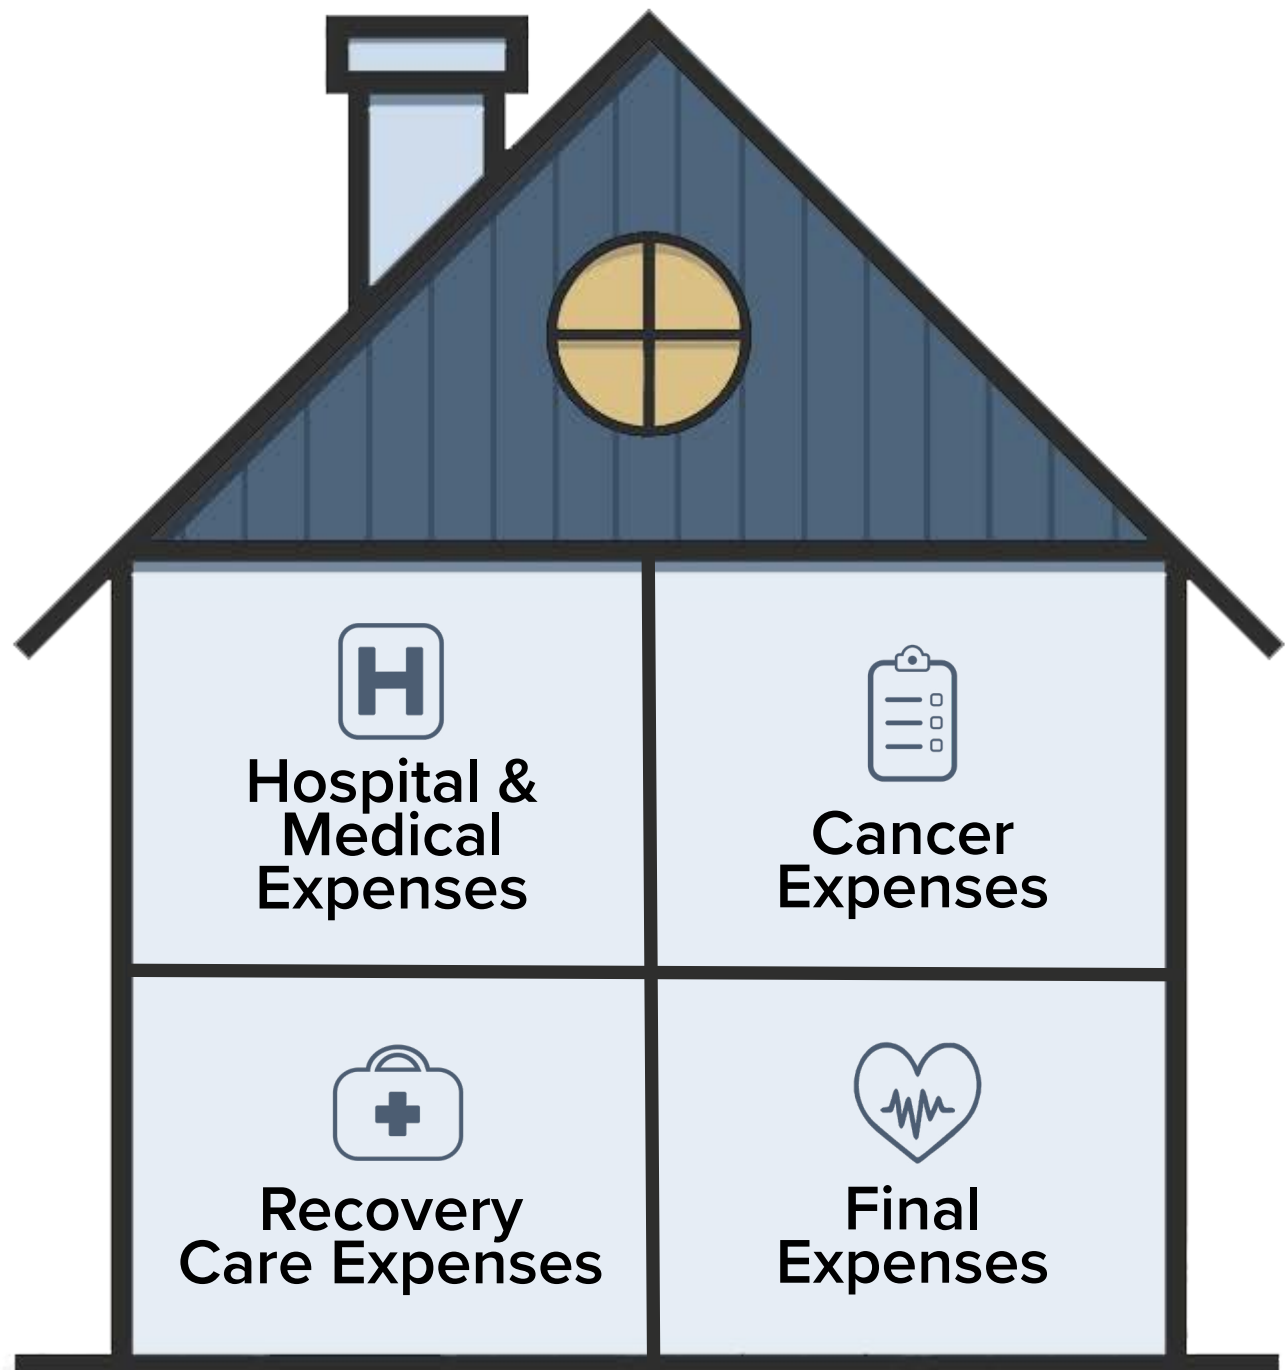 H
Hospital &
Medical
Expenses
Cancer
Expenses
Recovery
Care Expenses
Final
Expenses